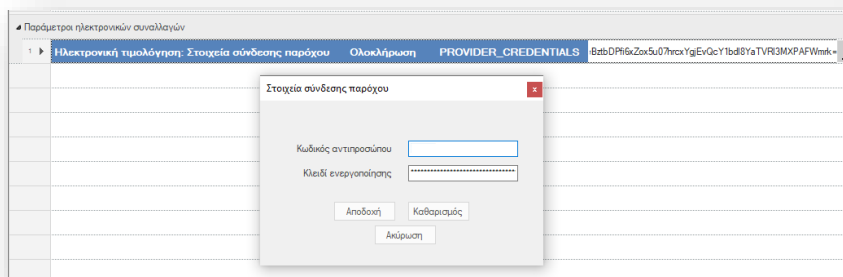 Παράμετροι ηλεκτρονικών συναλλαγών
1 Ηλεκτρονική τιμολόγηση: Στοιχεία σύνδεσης παρόχου Ολοκλήρωση PROVIDER_CREDENTIALS BztbDPfi6xZox5u07hrcxYgjEvQcY1bdI8YaTVRl3MXPAFWmrk=
Στοιχεία σύνδεσης παρόχου x
Κωδικός αντιπροσώπου
Κλειδί ενεργοποίησης
Αποδοχή Καθαρισμός
Ακύρωση